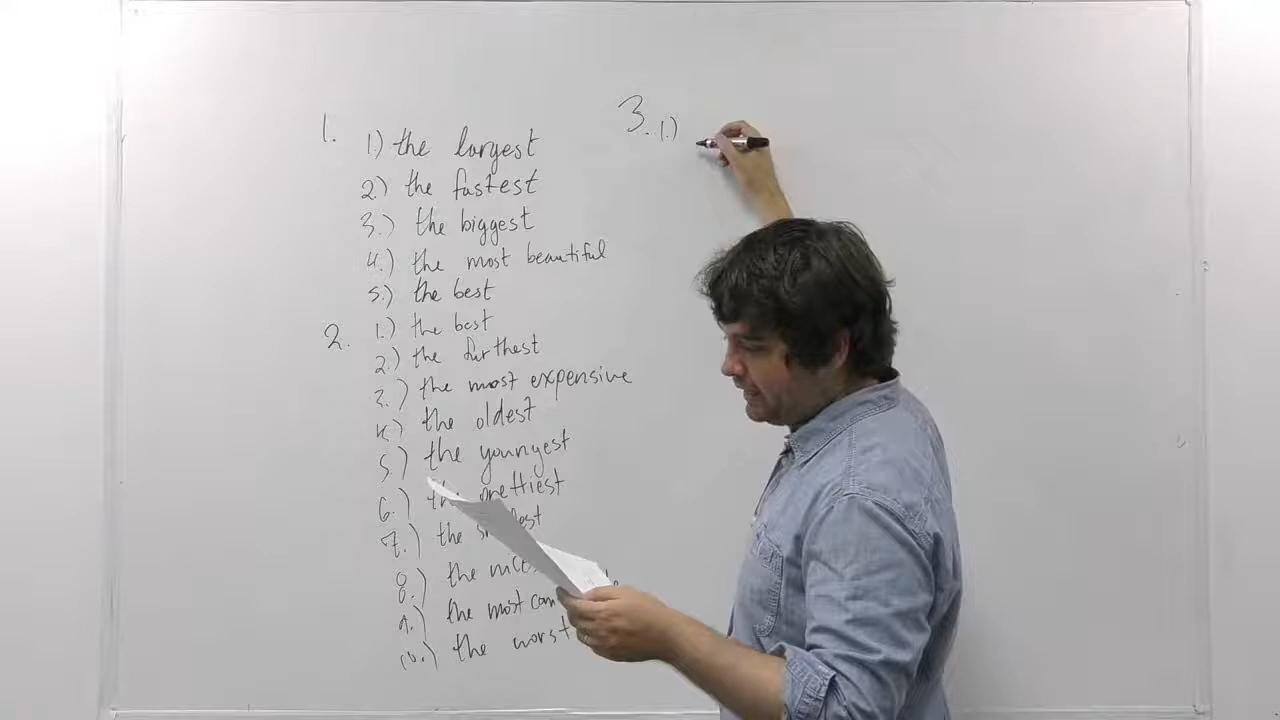 1.
1) the largest
2.) the fastest
3.) the biggest
4.) the most beautiful
5.) the best
2.
1.) the best
2.) the furthest
3.) the most expensive
4.) the oldest
5.) the youngest
6.) prettiest
7.) the
8.) the
9.) the most
10.) the worst
3. 1.)